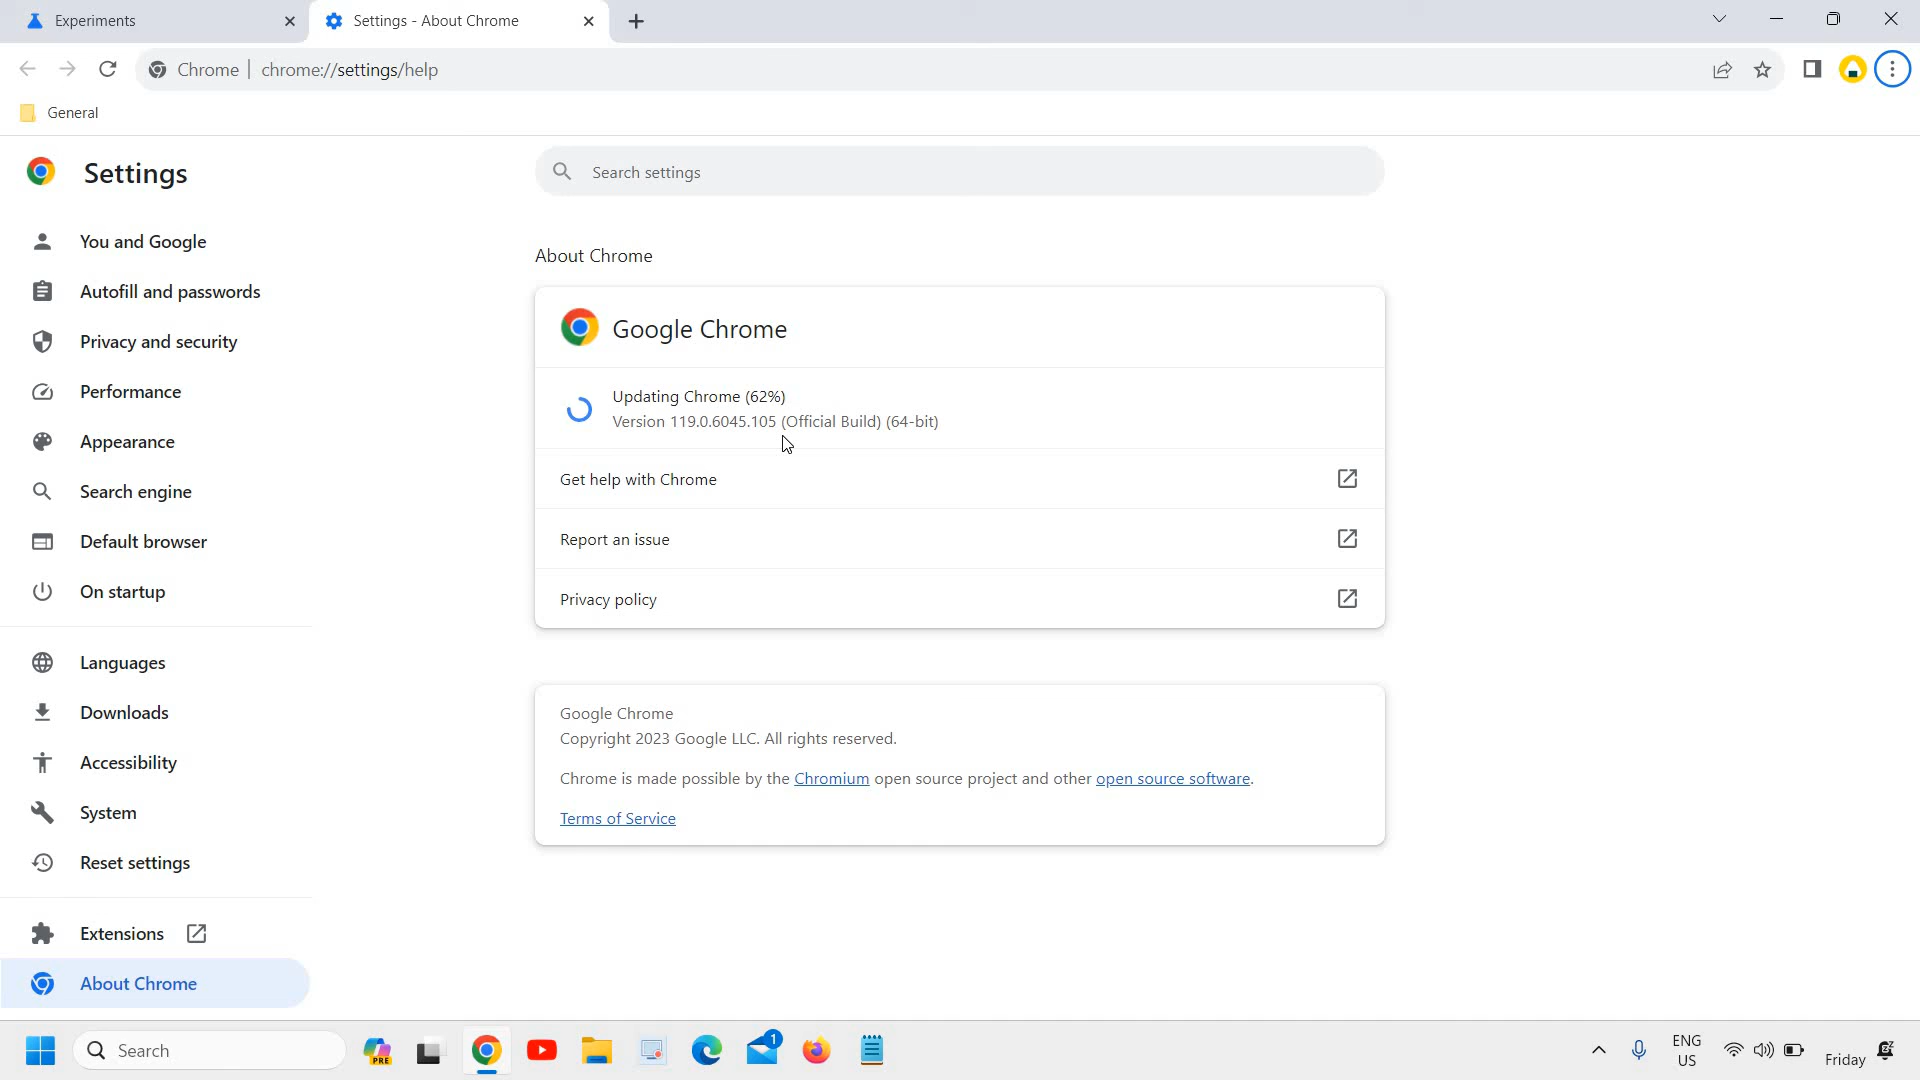 Experiments
Settings - About Chrome
Chrome
chrome://settings/help
General
Settings
Search settings
You and Google
Autofill and passwords
Privacy and security
Performance
Appearance
Search engine
Default browser
On startup
Languages
Downloads
Accessibility
System
Reset settings
Extensions
About Chrome
About Chrome
Google Chrome
Updating Chrome (62%)
Version 119.0.6045.105 (Official Build) (64-bit)
Get help with Chrome
Report an issue
Privacy policy
Google Chrome
Copyright 2023 Google LLC. All rights reserved.
Chrome is made possible by the Chromium open source project and other open source software.
Terms of Service
Search
PRE
1
ENG
US
Friday